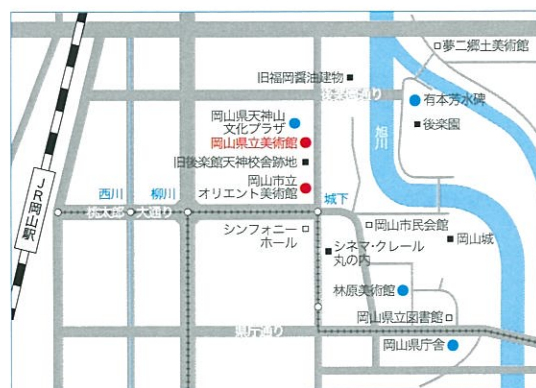 夢二郷土美術館
旧福岡醤油建物
後楽園通り
有本芳水碑
岡山県天神山
文化プラザ
後楽園
岡山県立美術館
旭川
旧後楽館天神校舎跡地
西川
柳川
岡山市立
オリエント美術館
城下
JR岡山駅
桃太郎
大通り
シンフォニー
ホール
岡山市民会館
岡山城
シネマ・クレール
丸の内
林原美術館
岡山県立図書館
県庁通り
岡山県庁舎